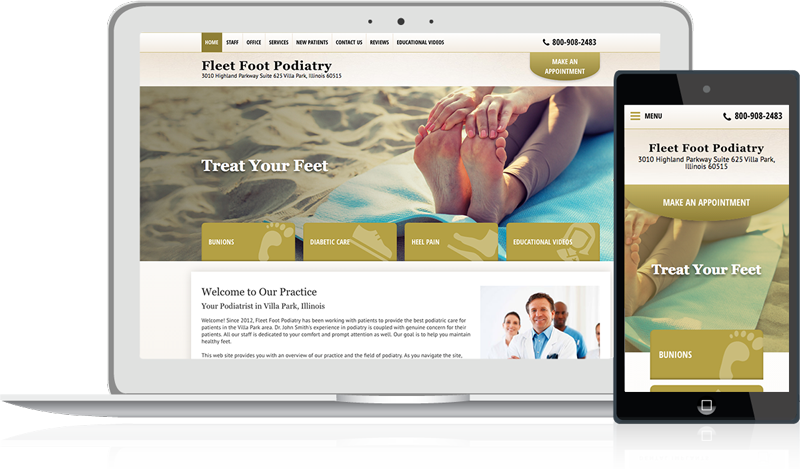 HOME STAFF OFFICE SERVICES NEW PATIENTS CONTACT US REVIEWS EDUCATIONAL VIDEOS 800-908-2483
Fleet Foot Podiatry
3010 Highland Parkway Suite 625 Villa Park, Illinois 60515
MAKE AN
APPOINTMENT
Treat Your Feet
BUNIONS DIABETIC CARE HEEL PAIN EDUCATIONAL VIDEOS
Welcome to Our Practice
Your Podiatrist in Villa Park, Illinois
Welcome! Since 2012, Fleet Foot Podiatry has been working with patients to provide the best podiatric care for
patients in the Villa Park area. Dr. John Smith's experience in podiatry is coupled with genuine concern for their
patients. All our staff is dedicated to your comfort and prompt attention as well. Our goal is to help you maintain
healthy feet.
This web site provides you with an overview of our practice and the field of podiatry. As you navigate the site,
MENU 800-908-2483
Fleet Foot Podiatry
3010 Highland Parkway Suite 625 Villa Park,
Illinois 60515
MAKE AN APPOINTMENT
Treat Your Feet
BUNIONS